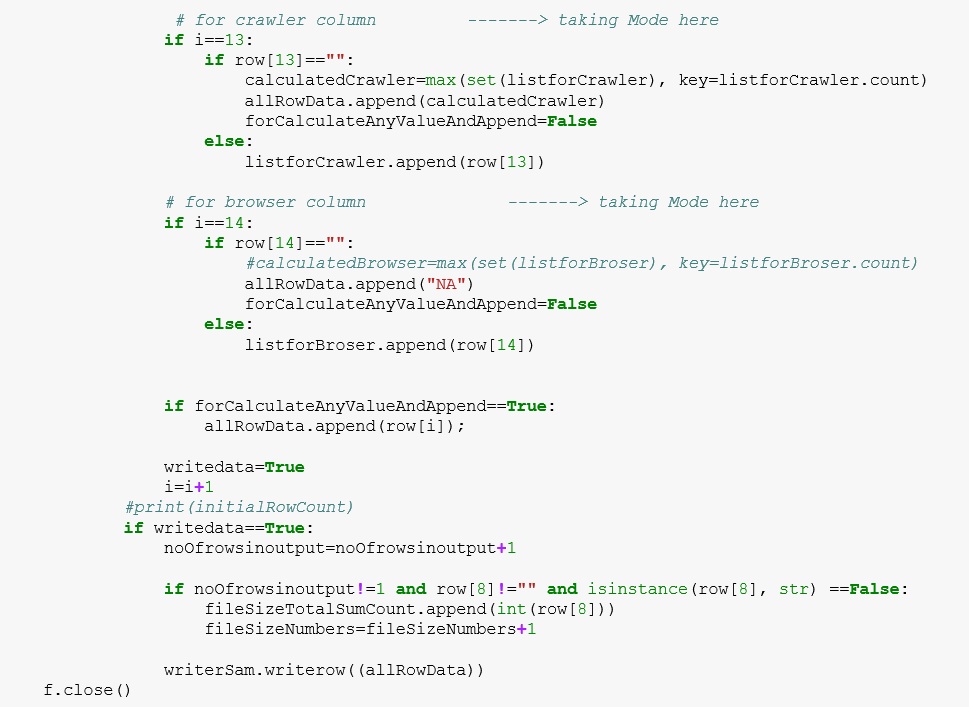 # for crawler column         -------> taking Mode here
if i==13:
if row[13]=="":
calculatedCrawler=max(set(listforCrawler), key=listforCrawler.count)
allRowData.append(calculatedCrawler)
forCalculateAnyValueAndAppend=False
else:
listforCrawler.append(row[13])
# for browser column              -------> taking Mode here
if i==14:
if row[14]=="":
#calculatedBrowser=max(set(listforBroser), key=listforBroser.count)
allRowData.append("NA")
forCalculateAnyValueAndAppend=False
else:
listforBroser.append(row[14])
if forCalculateAnyValueAndAppend==True:
allRowData.append(row[i]);
writedata=True
i=i+1
#print(initialRowCount)
if writedata==True:
noOfrowsinoutput=noOfrowsinoutput+1
if noOfrowsinoutput!=1 and row[8]!="" and isinstance(row[8], str) ==False:
fileSizeTotalSumCount.append(int(row[8]))
fileSizeNumbers=fileSizeNumbers+1
writerSam.writerow((allRowData))
f.close()